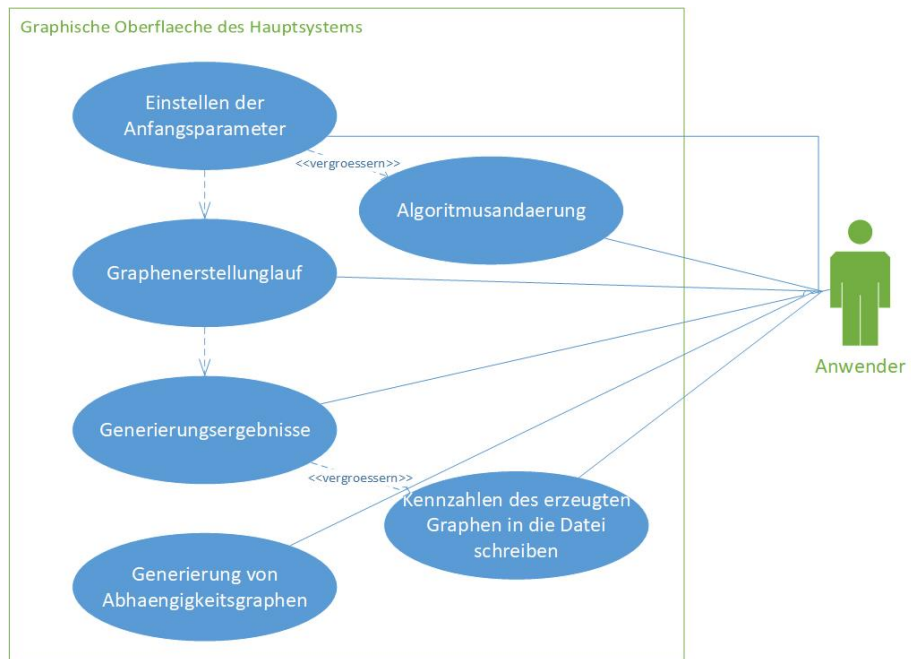 Graphische Oberflaeche des Hauptsystems
Einstellen der
Anfangsparameter
<<vergroessern>>
Algoritmusandaerung
Graphenerstellunglauf
Anwender
Generierungsergebnisse
<<vergroessern>>
Kennzahlen des erzeugten
Graphen in die Datei
schreiben
Generierung von
Abhaengigkeitsgraphen